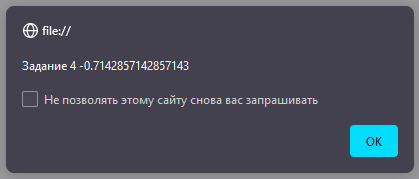 file://
Задание 4 -0.7142857142857143
Не позволять этому сайту снова вас запрашивать
OK